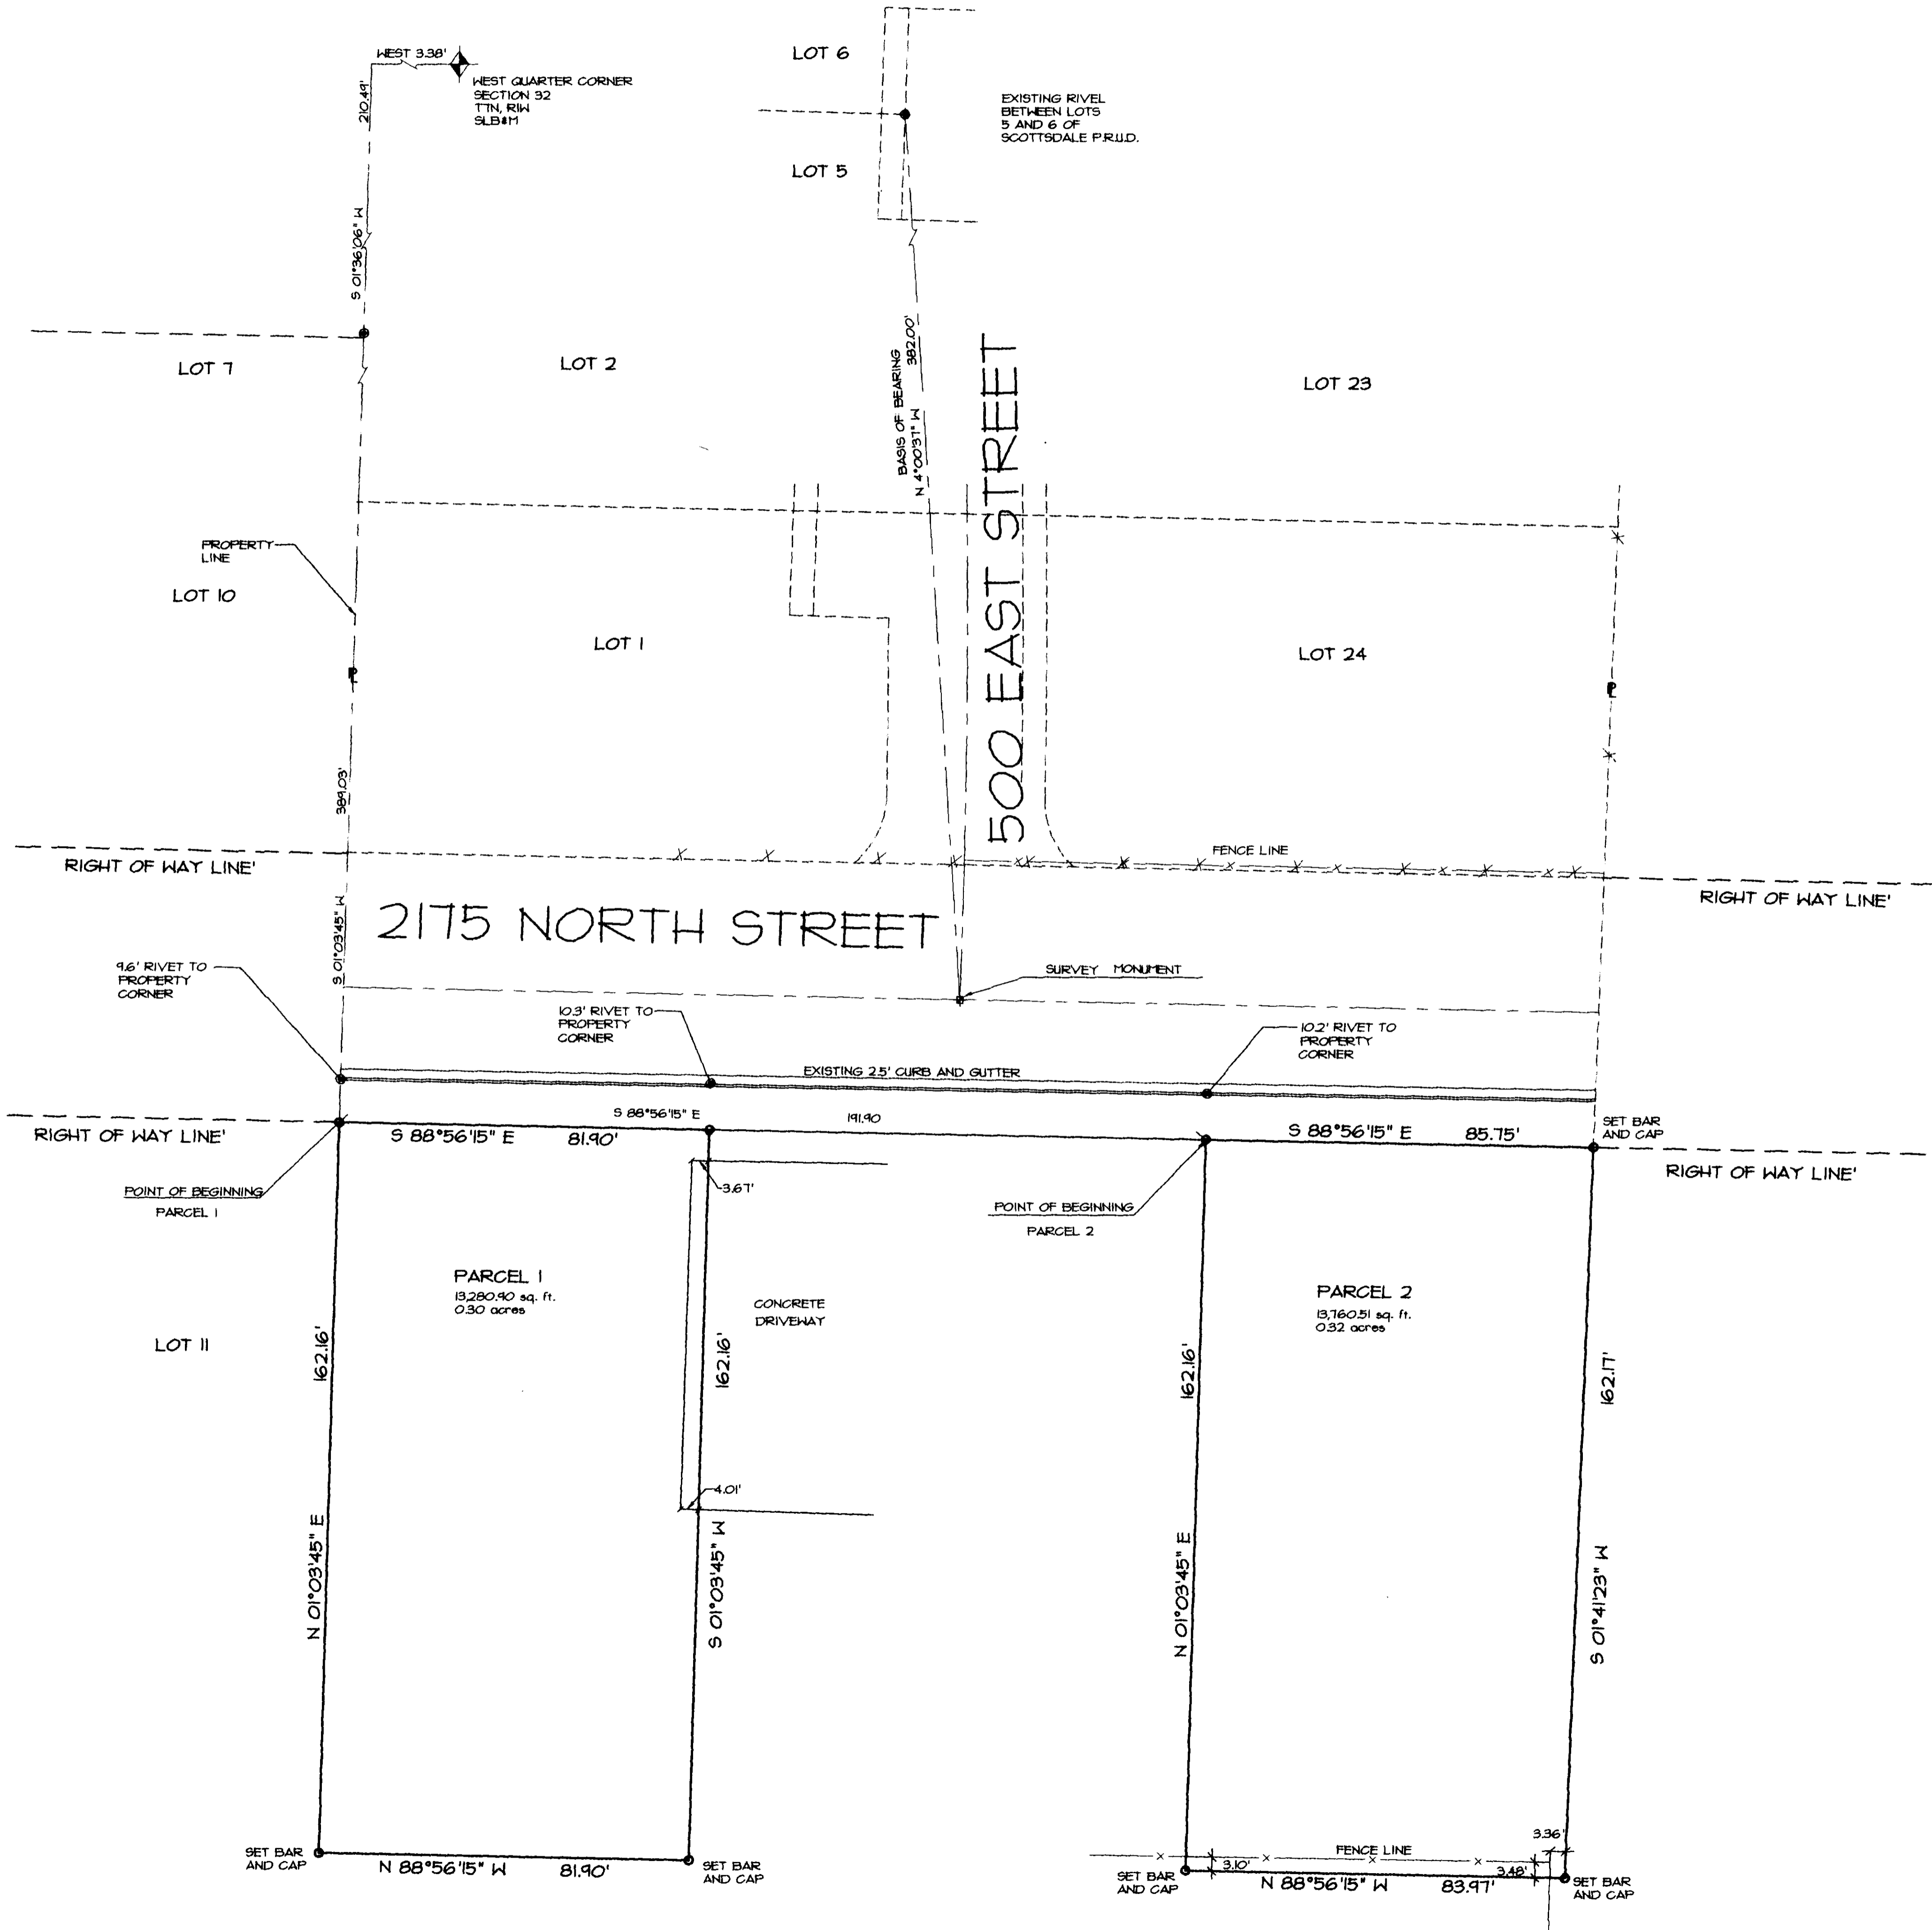 WEST 3.38'
WEST QUARTER CORNER
SECTION 32
T7N, R1W
SLB&M
210.49'
LOT 6
EXISTING RIVEL
BETWEEN LOTS
5 AND 6 OF
SCOTTSDALE P.R.U.D.
LOT 5
S 01°36'06" W
LOT 7
LOT 2
BASIS OF BEARING
N 4°00'37" W 382.00'
500 EAST STREET
LOT 23
PROPERTY
LINE
LOT 10
LOT 1
LOT 24
PL
PL
389.03'
RIGHT OF WAY LINE'
FENCE LINE
RIGHT OF WAY LINE'
S 01°03'45" W
2175 NORTH STREET
9.6' RIVET TO
PROPERTY
CORNER
SURVEY MONUMENT
10.3' RIVET TO
PROPERTY
CORNER
10.2' RIVET TO
PROPERTY
CORNER
EXISTING 2.5' CURB AND GUTTER
S 88°56'15" E 191.90
RIGHT OF WAY LINE'
S 88°56'15" E 81.90'
S 88°56'15" E 85.75'
SET BAR
AND CAP
RIGHT OF WAY LINE'
POINT OF BEGINNING
PARCEL 1
3.67'
POINT OF BEGINNING
PARCEL 2
PARCEL 1
13,280.90 sq. ft.
0.30 acres
CONCRETE
DRIVEWAY
PARCEL 2
13,760.51 sq. ft.
0.32 acres
LOT 11
162.16'
162.16'
162.16'
162.17'
4.01'
N 01°03'45" E
S 01°03'45" W
N 01°03'45" E
S 01°41'23" W
SET BAR
AND CAP
N 88°56'15" W 81.90'
SET BAR
AND CAP
FENCE LINE
3.36'
3.10'
3.48'
SET BAR
AND CAP
N 88°56'15" W 83.97'
SET BAR
AND CAP